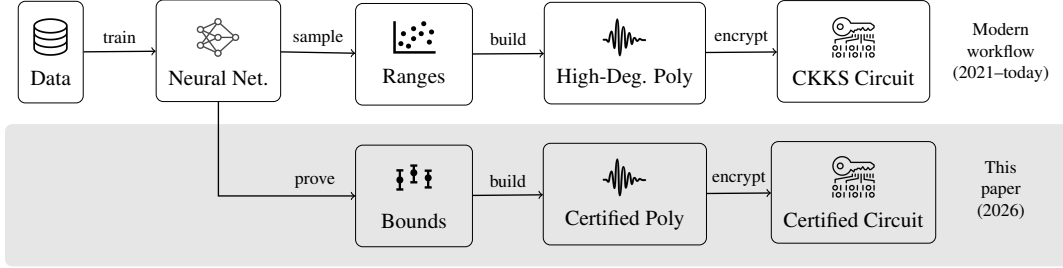 train
sample
build
encrypt
Data
Neural Net.
Ranges
High-Deg. Poly
CKKS Circuit
Modern
workflow
(2021–today)
prove
build
encrypt
Bounds
Certified Poly
Certified Circuit
This
paper
(2026)